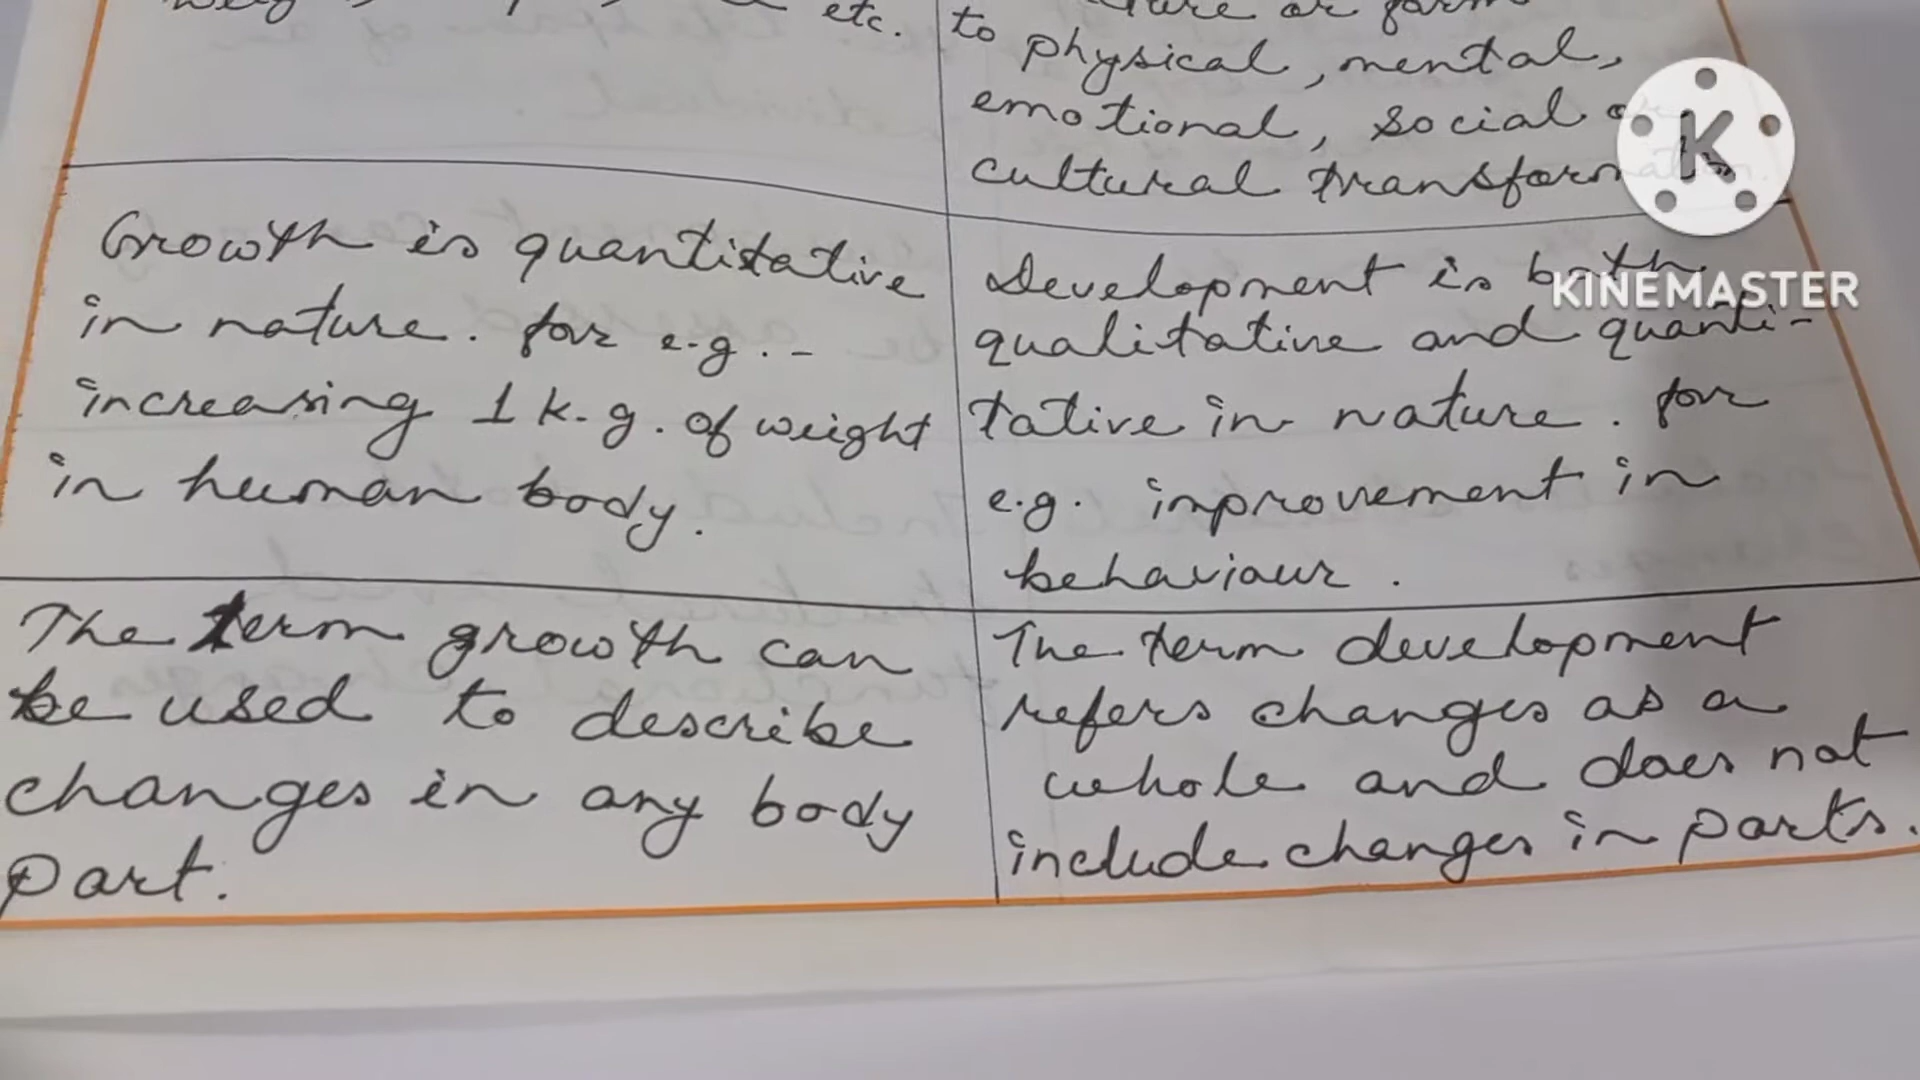 etc.
to physical, mental,
emotional, social or
cultural transformation.
Growth is quantitative
in nature. for e.g. -
increasing 1 k.g. of weight
in human body.
Development is both
qualitative and quanti-
tative in nature. for
e.g. improvement in
behaviour.
The term growth can
be used to describe
changes in any body
part.
The term development
refers changes as a
whole and does not
include changes in parts.
K
KINEMASTER